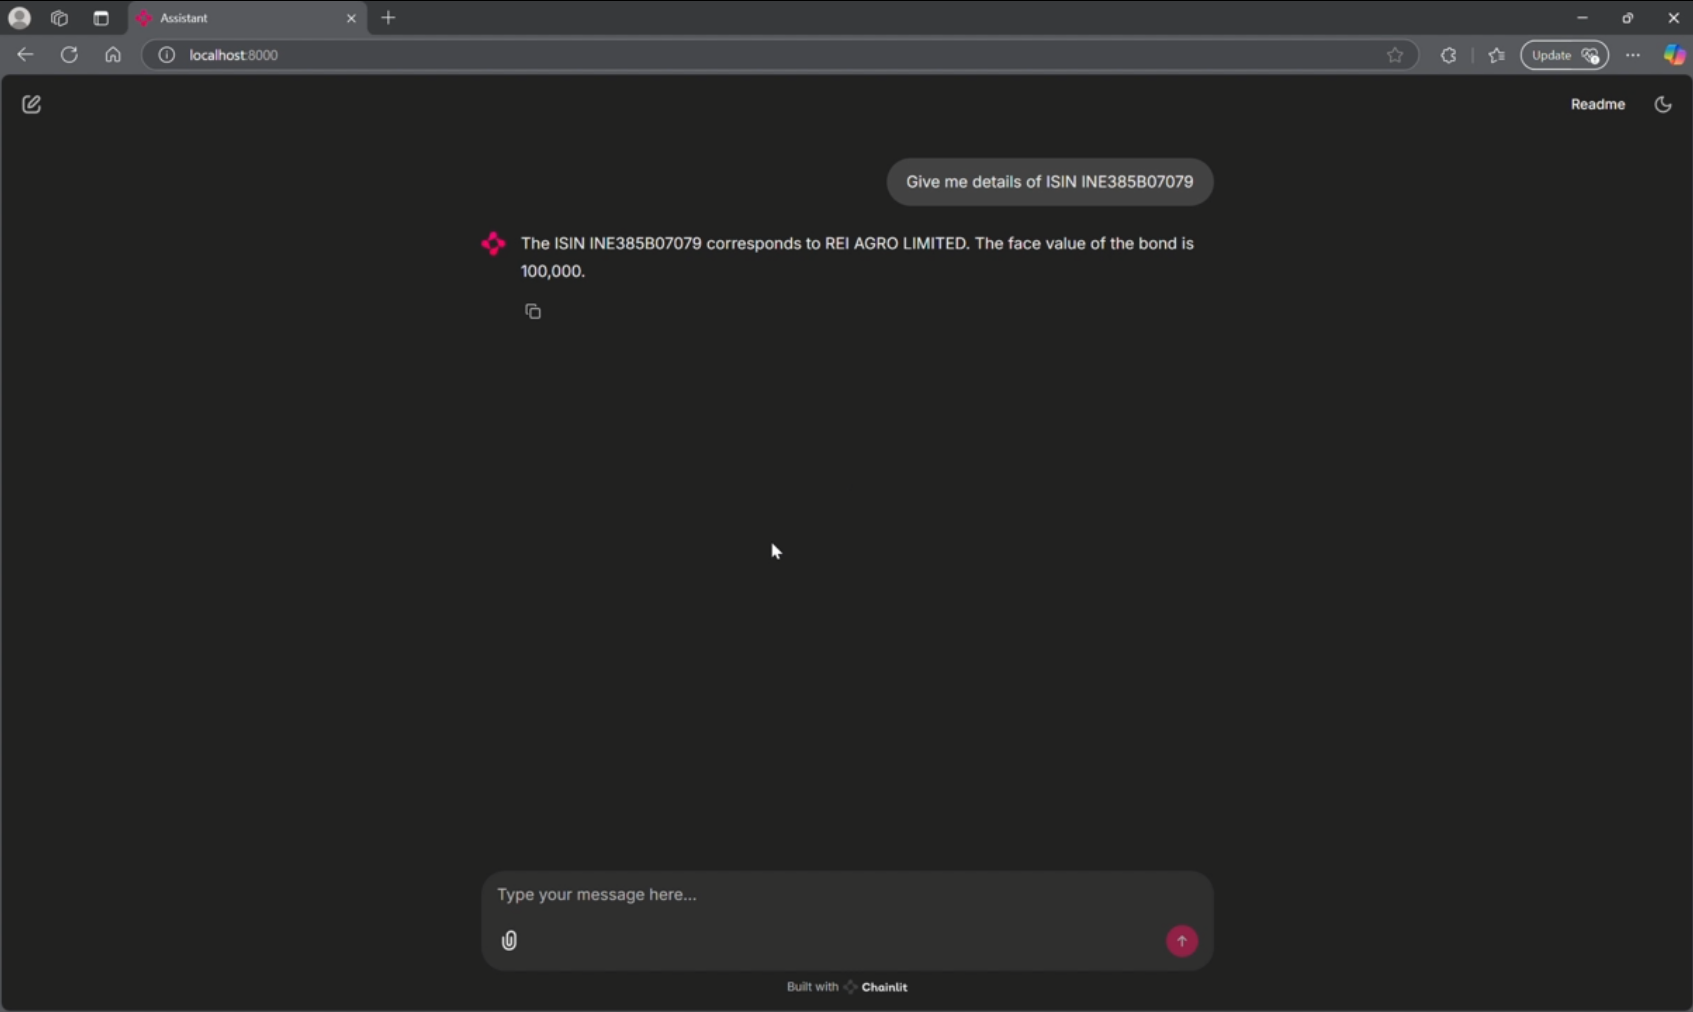 Assistant
localhost:8000
Update
Readme
Give me details of ISIN INE385B07079
The ISIN INE385B07079 corresponds to REI AGRO LIMITED. The face value of the bond is
100,000.
Type your message here...
Built with Chainlit